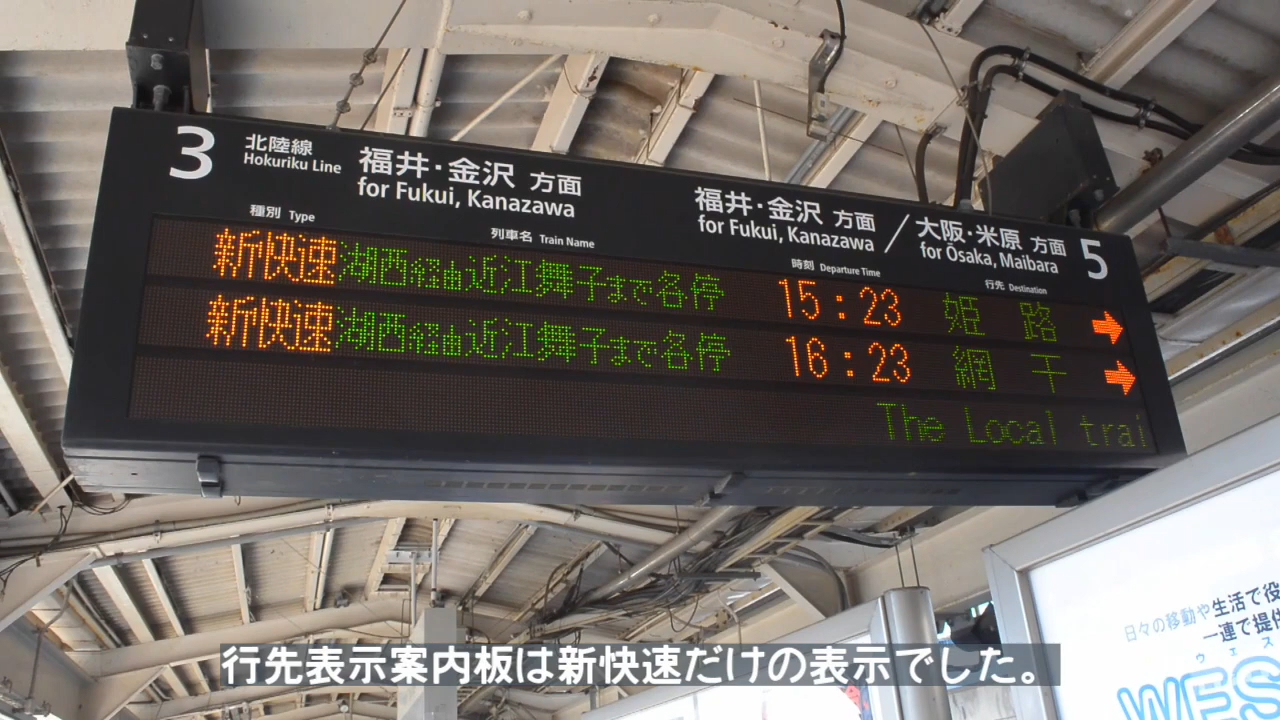 3 北陸線 福井・金沢 方面
Hokuriku Line for Fukui, Kanazawa
福井・金沢 方面 / 大阪・米原 方面 5
for Fukui, Kanazawa for Ōsaka, Maibara
種別 Type 列車名 Train Name 時刻 Departure Time 行先 Destination
新快速 湖西経由近江舞子まで各停 15:23 姫路 →
新快速 湖西経由近江舞子まで各停 16:23 網干 →
The Local trai
日々の移動や生活で役
一連で提供
ウェス
WES
行先表示案内板は新快速だけの表示でした。